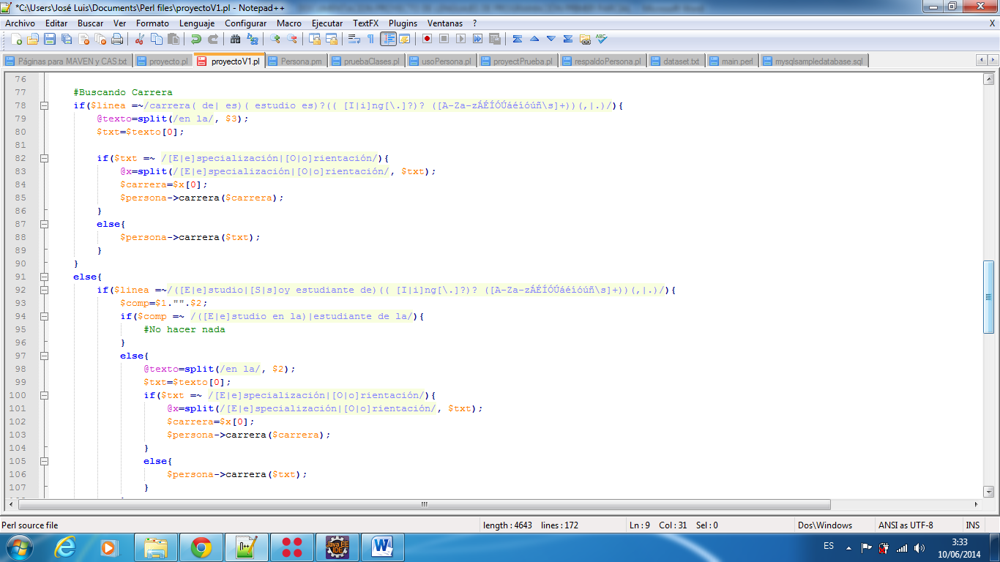 *C:\Users\José Luis\Documents\Perl files\proyectoV1.pl - Notepad++
Archivo Editar Buscar Ver Formato Lenguaje Configurar Macro Ejecutar TextFX Plugins Ventanas ? X
Páginas para MAVEN y CAS.txt proyecto.pl proyectoV1.pl Persona.pm pruebaClases.pl usoPersona.pl proyectPrueba.pl respaldoPersona.pl dataset.txt main.perl mysqlsampledatabase.sql
76
77 #Buscando Carrera
78 if($linea =~/carrera( de| es)( estudio es)?(( [I|i]ng[\.]?)? ([A-Za-zÁÉÍÓÚáéíóúñ\s]+))(,|.)/){
79 @texto=split(/en la/, $3);
80 $txt=$texto[0];
81
82 if($txt =~ /[E|e]specialización|[O|o]rientación/){
83 @x=split(/[E|e]specialización|[O|o]rientación/, $txt);
84 $carrera=$x[0];
85 $persona->carrera($carrera);
86 }
87 else{
88 $persona->carrera($txt);
89 }
90 }
91 else{
92 if($linea =~/([E|e]studio|[S|s]oy estudiante de)(( [I|i]ng[\.]?)? ([A-Za-zÁÉÍÓÚáéíóúñ\s]+))(,|.)/){
93 $comp=$1."".$2;
94 if($comp =~ /([E|e]studio en la)|estudiante de la/){
95 #No hacer nada
96 }
97 else{
98 @texto=split(/en la/, $2);
99 $txt=$texto[0];
100 if($txt =~ /[E|e]specialización|[O|o]rientación/){
101 @x=split(/[E|e]specialización|[O|o]rientación/, $txt);
102 $carrera=$x[0];
103 $persona->carrera($carrera);
104 }
105 else{
106 $persona->carrera($txt);
107 }
Perl source file length : 4643 lines : 172 Ln : 9 Col : 31 Sel : 0 Dos\Windows ANSI as UTF-8 INS
ES 3:33
10/06/2014